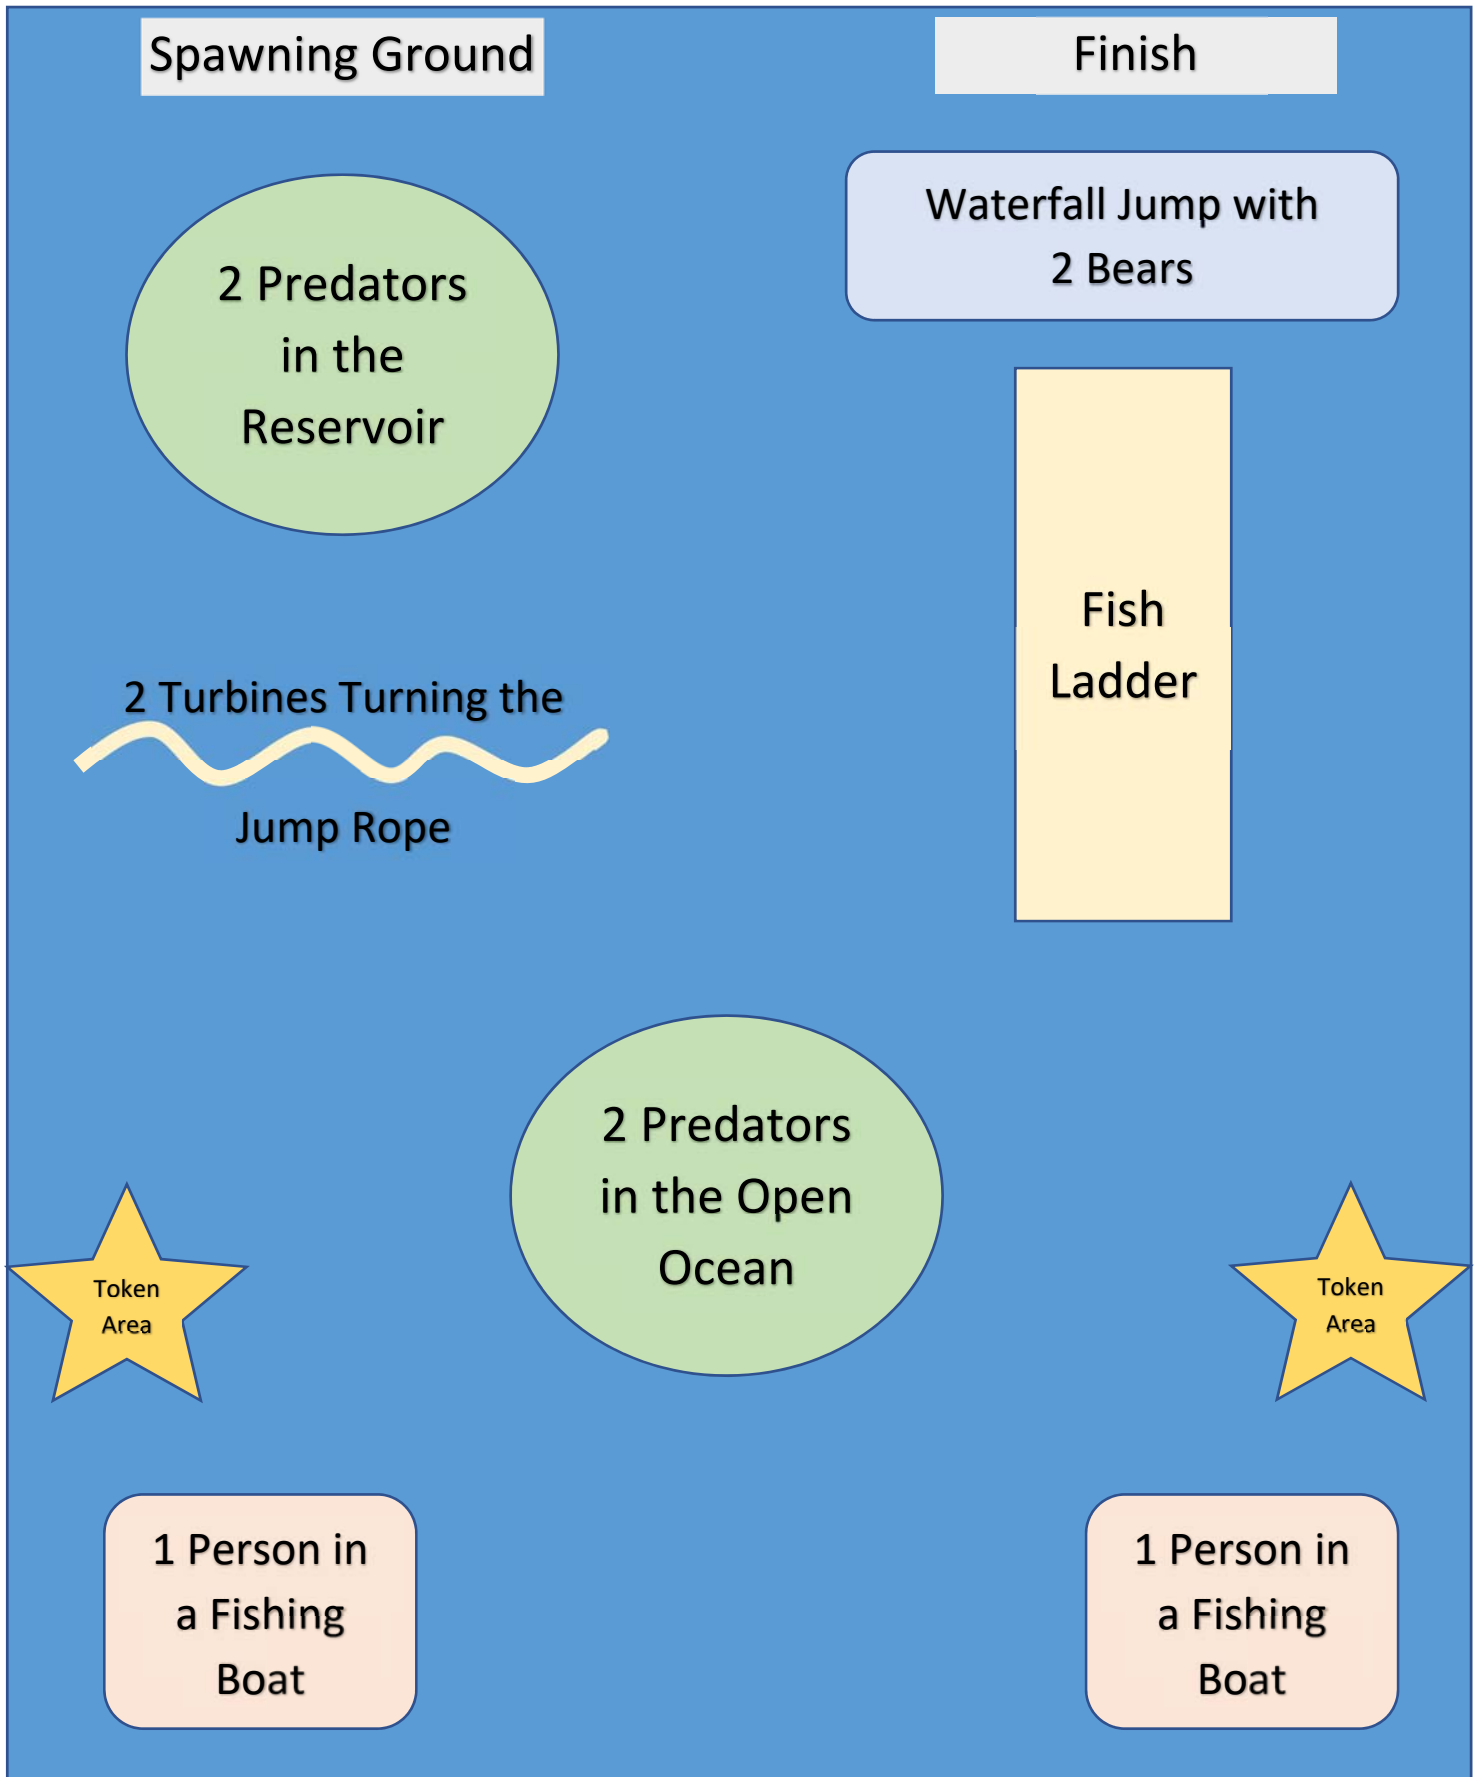 Spawning Ground
Finish
Waterfall Jump with
2 Bears
2 Predators
in the
Reservoir
Fish
Ladder
2 Turbines Turning the
Jump Rope
2 Predators
in the Open
Ocean
Token
Area
Token
Area
1 Person in
a Fishing
Boat
1 Person in
a Fishing
Boat